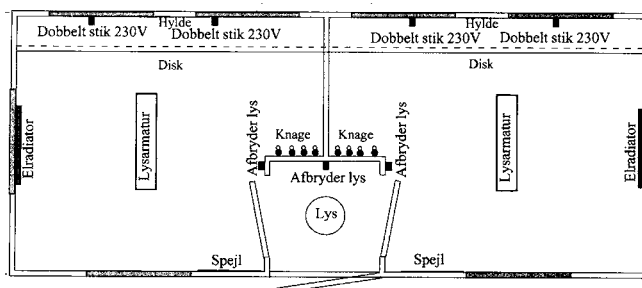 Hylde
Hylde
Dobbelt stik 230V
Dobbelt stik 230V
Dobbelt stik 230V
Dobbelt stik 230V
Disk
Disk
Elradiator
Lysarmatur
Afbryder lys
Knage
Knage
Afbryder lys
Lysarmatur
Elradiator
Afbryder lys
Lys
Spejl
Spejl